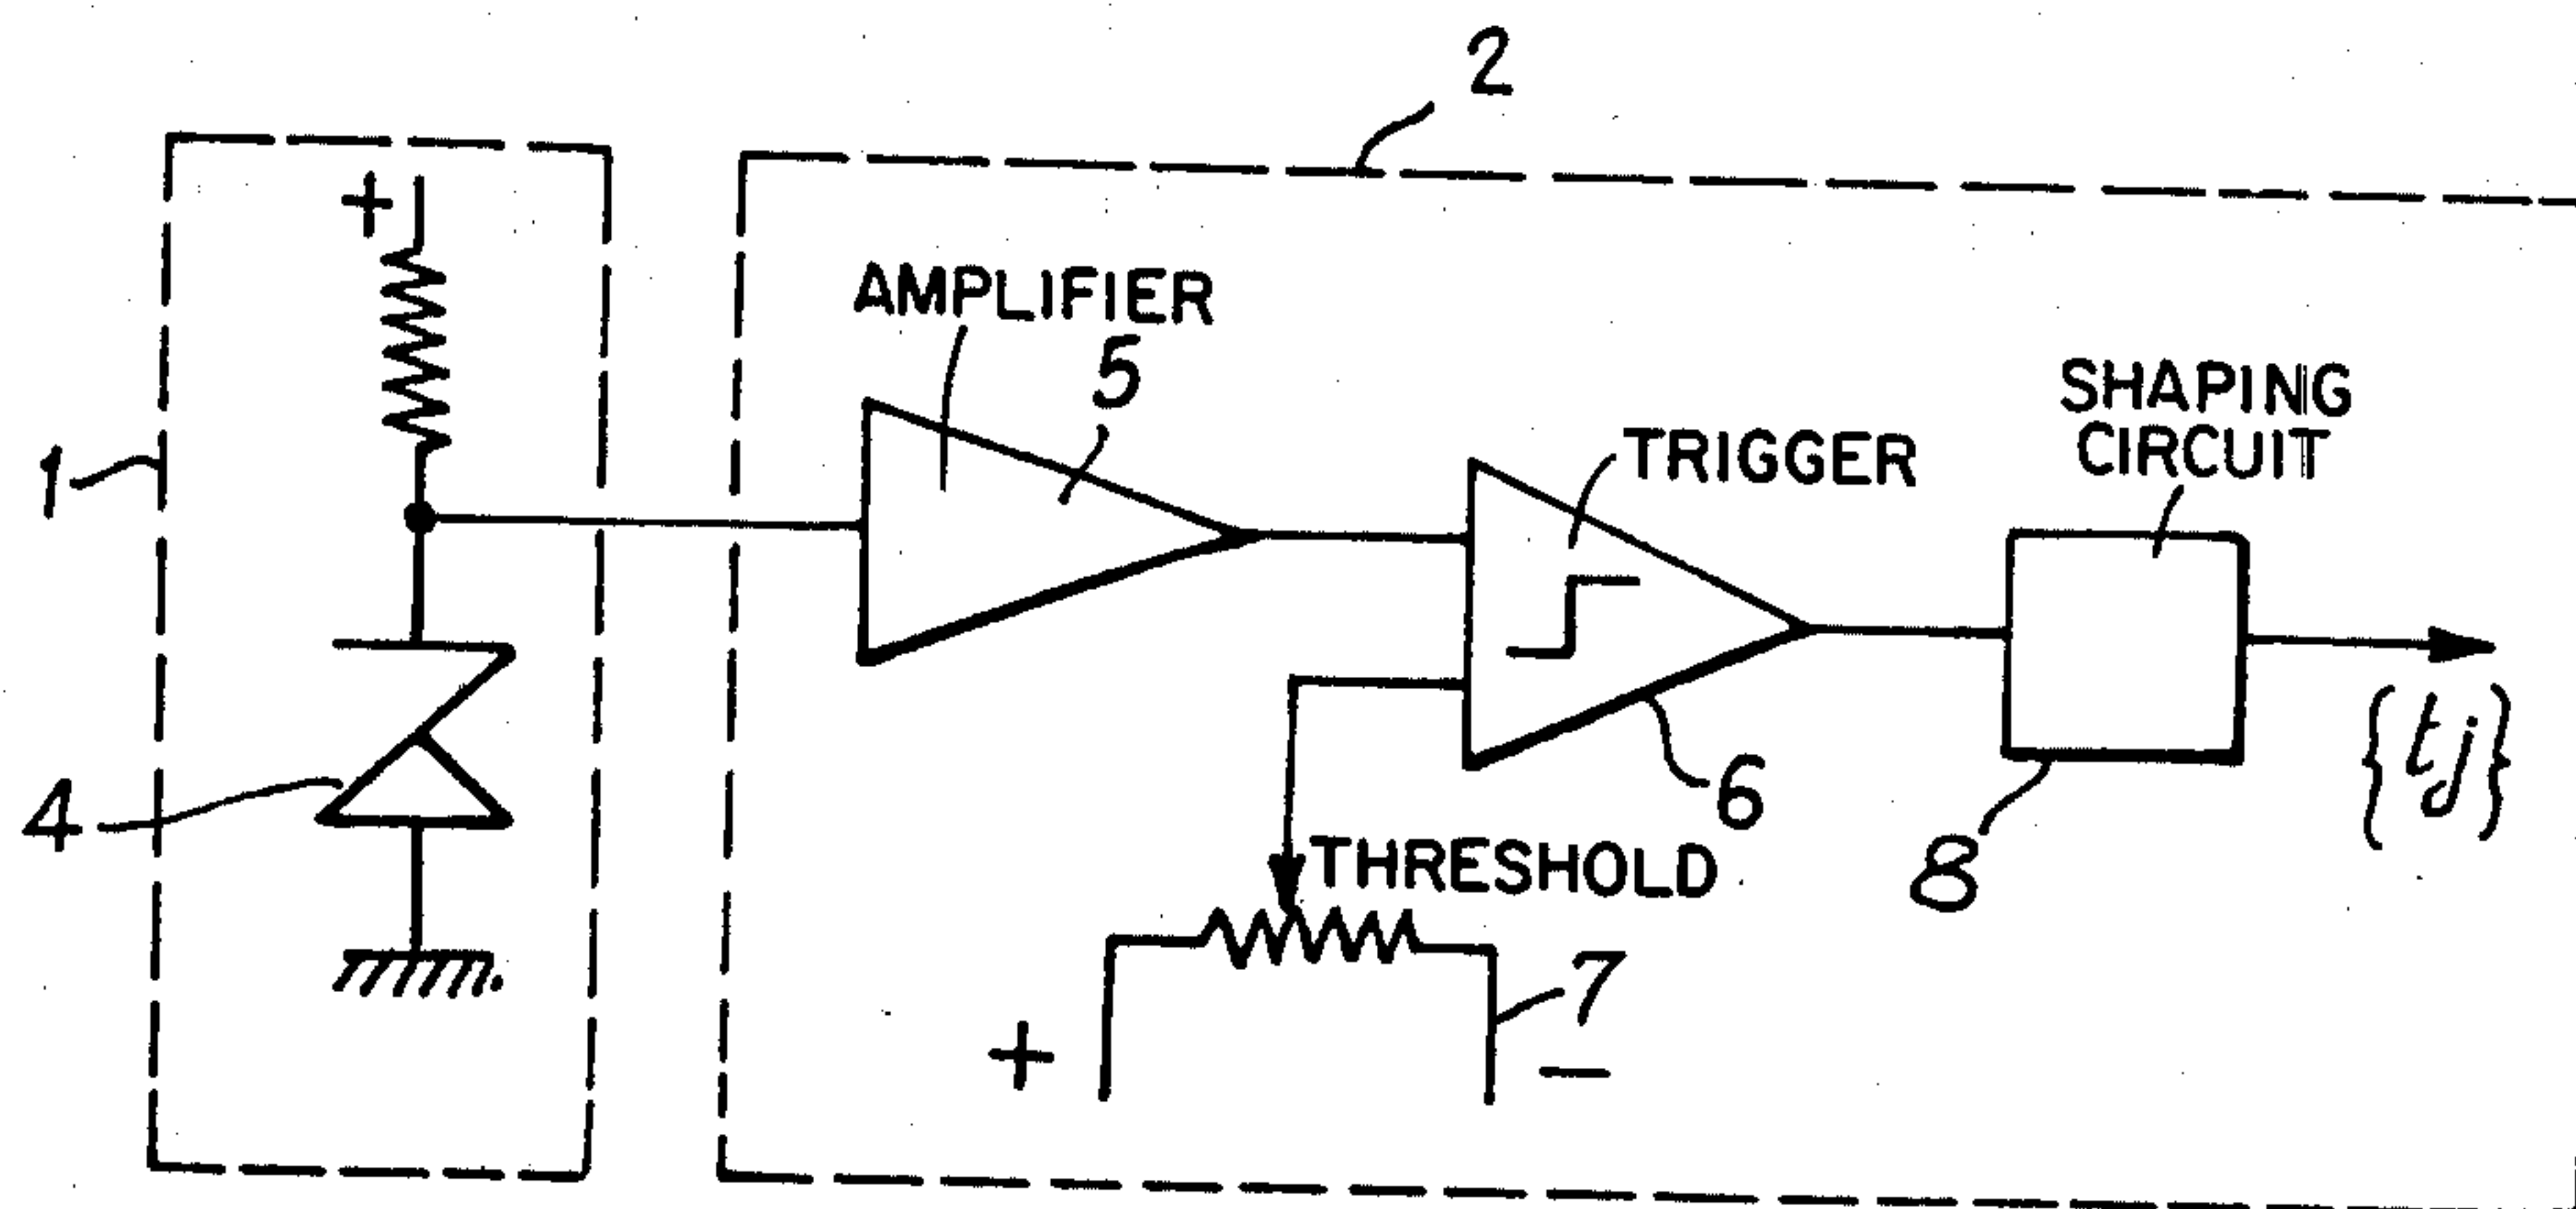 2
+
AMPLIFIER
5
SHAPING
CIRCUIT
TRIGGER
1
{tj}
4
6
THRESHOLD
8
7
+
−